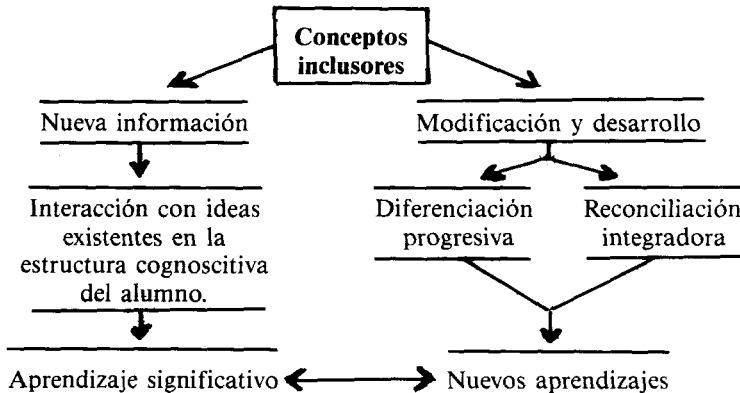 Conceptos
inclusores
Nueva información
Modificación y desarrollo
Interacción con ideas
existentes en la
estructura cognoscitiva
del alumno.
Diferenciación
progresiva
Reconciliación
integradora
Aprendizaje significativo
Nuevos aprendizajes